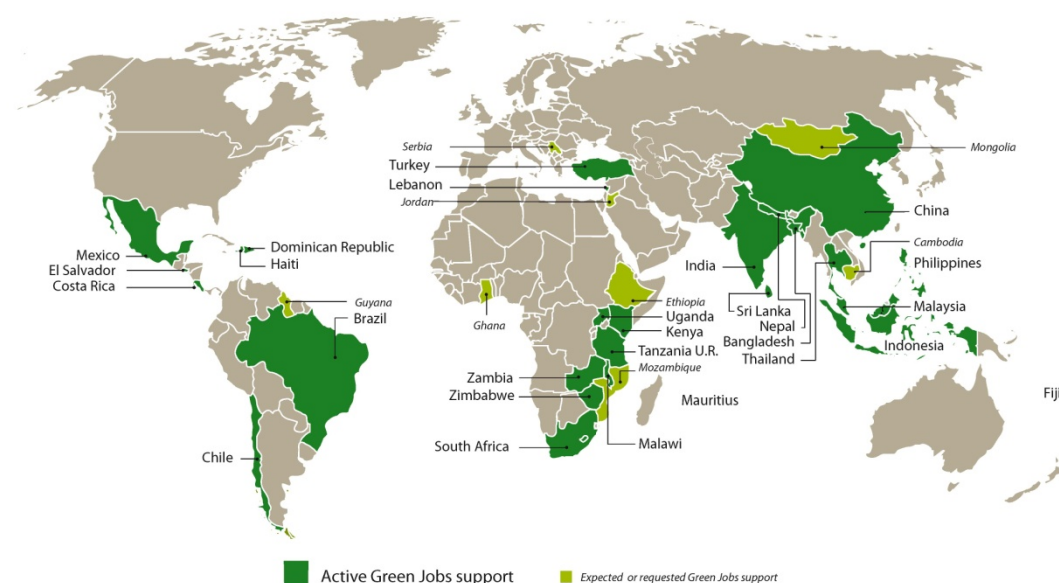 Serbia
Mongolia
Turkey
Lebanon
Jordan
China
Mexico
Dominican Republic
El Salvador
Haiti
Cambodia
Costa Rica
India
Philippines
Guyana
Ethiopia
Brazil
Ghana
Uganda
Sri Lanka
Malaysia
Kenya
Nepal
Bangladesh
Indonesia
Tanzania U.R.
Thailand
Mozambique
Zambia
Zimbabwe
Mauritius
Fiji
South Africa
Malawi
Chile
Active Green Jobs support
Expected or requested Green Jobs support